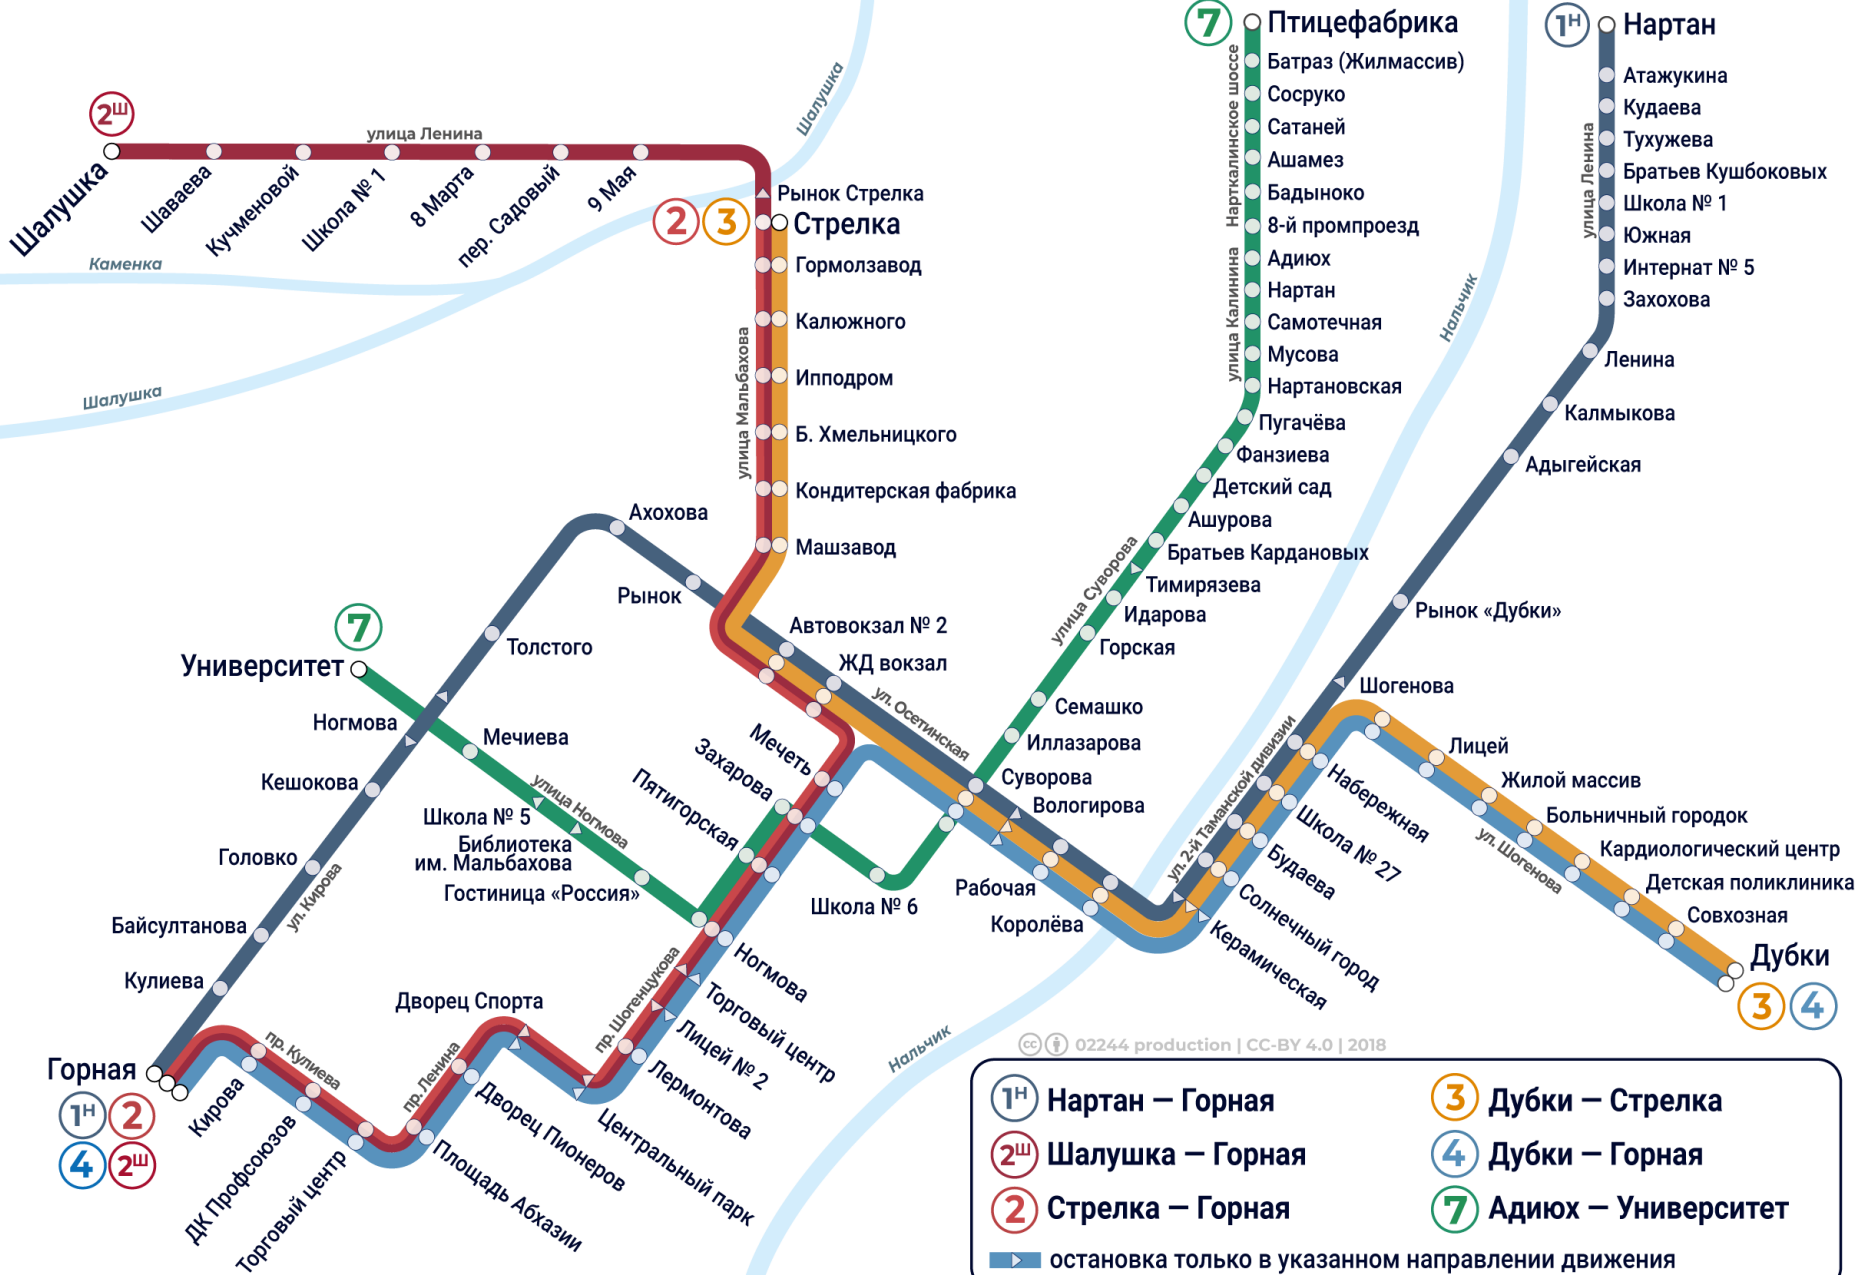 7
Птицефабрика
Батраз (Жилмассив)
Сосруко
Сатаней
Ашамез
Бадыноко
8-й промпроезд
Адиюх
Нартан
Самотечная
Мусова
Нартановская
Пугачёва
Фанзиева
Детский сад
Ашурова
Братьев Кардановых
Тимирязева
Идарова
Горская
Семашко
Иллазарова
Суворова
Вологирова
Нарткалинское шоссе
улица Калинина
улица Суворова
1Н
Нартан
Атажукина
Кудаева
Тухужева
Братьев Кушбоковых
Школа № 1
Южная
Интернат № 5
Захохова
Ленина
Калмыкова
Адыгейская
Рынок «Дубки»
Шогенова
улица Ленина
Нальчик
2Ш
улица Ленина
Шалушка
Шаваева
Кучменовой
Школа № 1
8 Марта
пер. Садовый
9 Мая
Шалушка
Каменка
Шалушка
Рынок Стрелка
2
3
Стрелка
Гормолзавод
Калюжного
Ипподром
Б. Хмельницкого
Кондитерская фабрика
Машзавод
улица Мальбахова
Ахохова
Рынок
Автовокзал № 2
ЖД вокзал
ул. Осетинская
Толстого
7
Университет
Ногмова
Мечиева
Кешокова
улица Ногмова
Школа № 5
Библиотека
им. Мальбахова
Гостиница «Россия»
Головко
ул. Кирова
Байсултанова
Кулиева
Мечеть
Захарова
Пятигорская
Школа № 6
Рабочая
Королёва
ул. 2-й Таманской дивизии
Набережная
Школа № 27
Будаева
Солнечный город
Керамическая
Лицей
Жилой массив
Больничный городок
Кардиологический центр
Детская поликлиника
Совхозная
ул. Шогенова
Дубки
3
4
Ногмова
Торговый центр
Лицей № 2
Лермонтова
пр. Шогенцукова
Дворец Спорта
Центральный парк
Дворец Пионеров
пр. Ленина
Площадь Абхазии
Торговый центр
ДК Профсоюзов
Кирова
пр. Кулиева
Горная
1Н
2
4
2Ш
Нальчик
cc 02244 production | CC-BY 4.0 | 2018
1Н Нартан — Горная
2Ш Шалушка — Горная
2 Стрелка — Горная
3 Дубки — Стрелка
4 Дубки — Горная
7 Адиюх — Университет
остановка только в указанном направлении движения